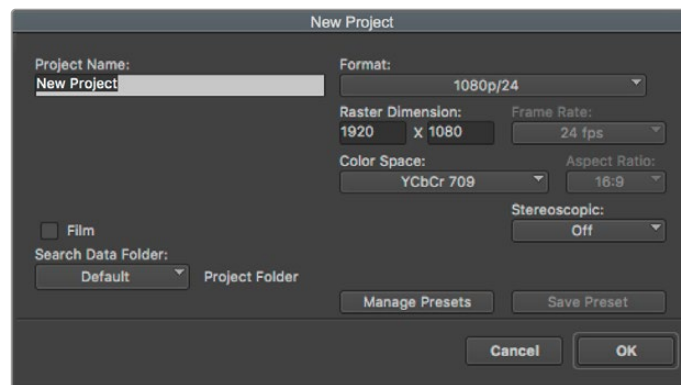 New Project
Project Name:
New Project
Format:
1080p/24
Raster Dimension:
Frame Rate:
1920 X 1080
24 fps
Color Space:
Aspect Ratio:
YCbCr 709
16:9
Stereoscopic:
Off
Film
Search Data Folder:
Default Project Folder
Manage Presets
Save Preset
Cancel
OK